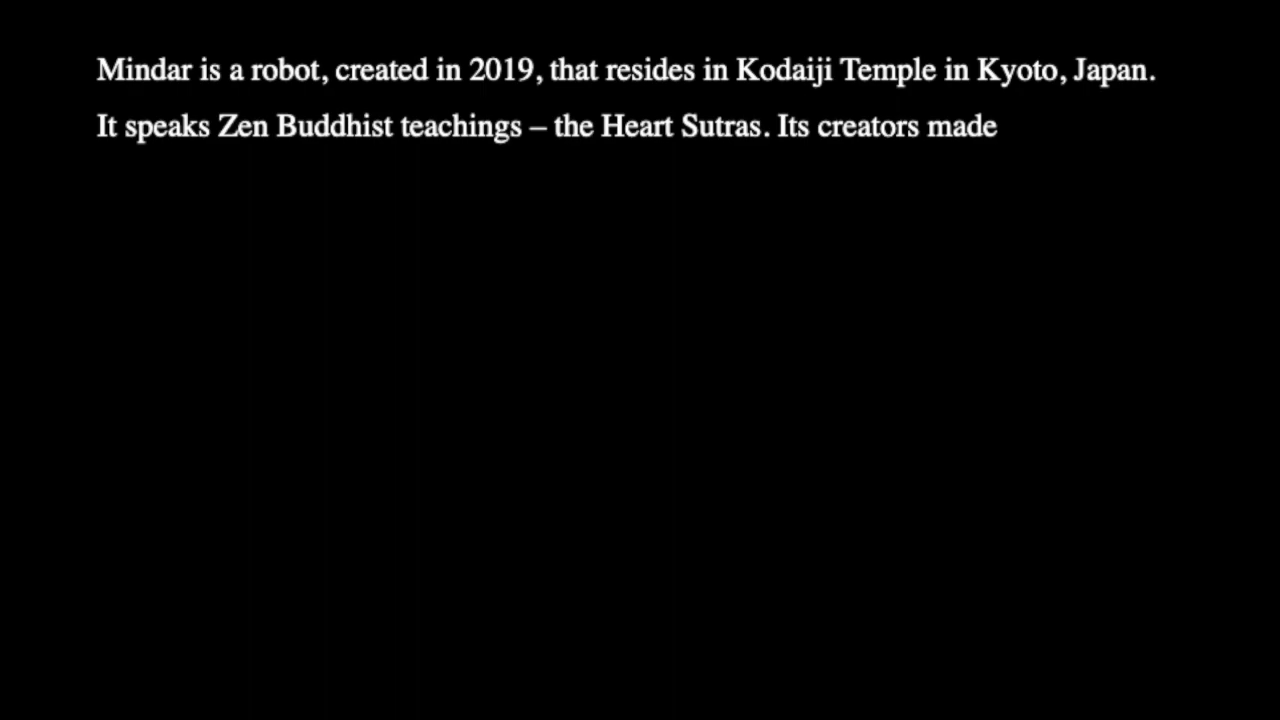 Mindar is a robot, created in 2019, that resides in Kodaiji Temple in Kyoto, Japan.
It speaks Zen Buddhist teachings – the Heart Sutras. Its creators made